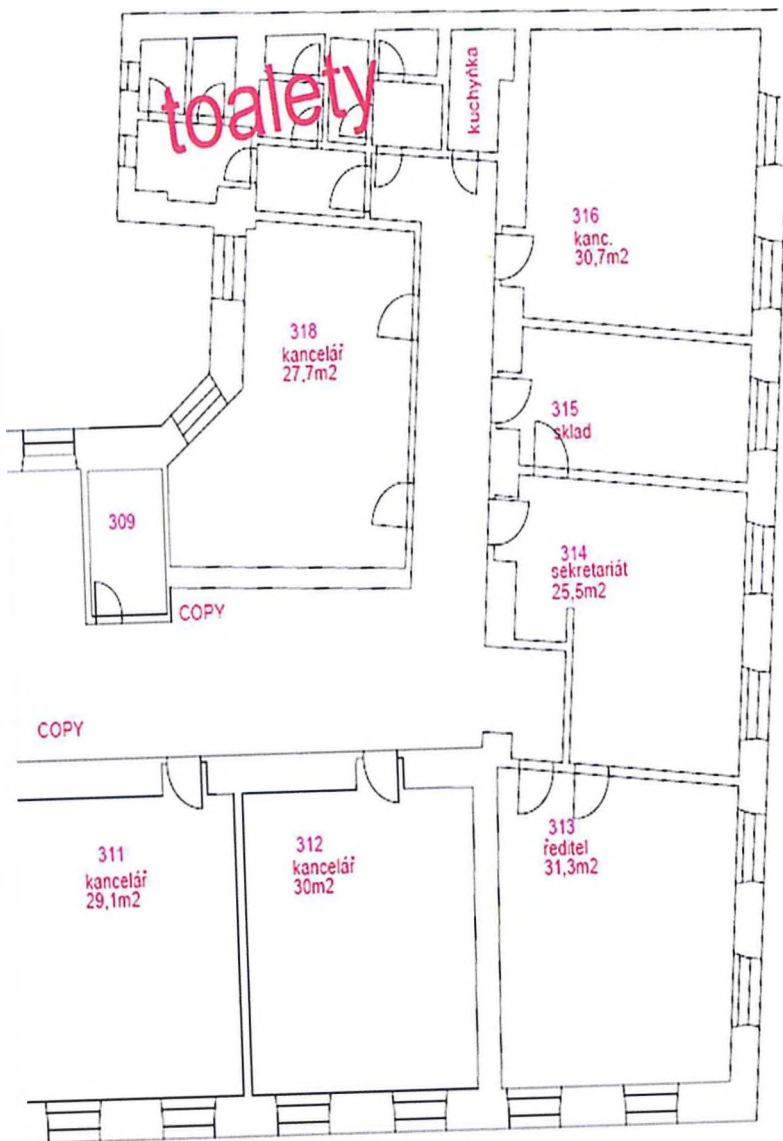 toalety
kuchyňka
316
kanc.
30,7m2
318
kancelář
27,7m2
315
sklad
309
314
sekretariát
25,5m2
COPY
COPY
313
ředitel
31,3m2
312
kancelář
30m2
311
kancelář
29,1m2